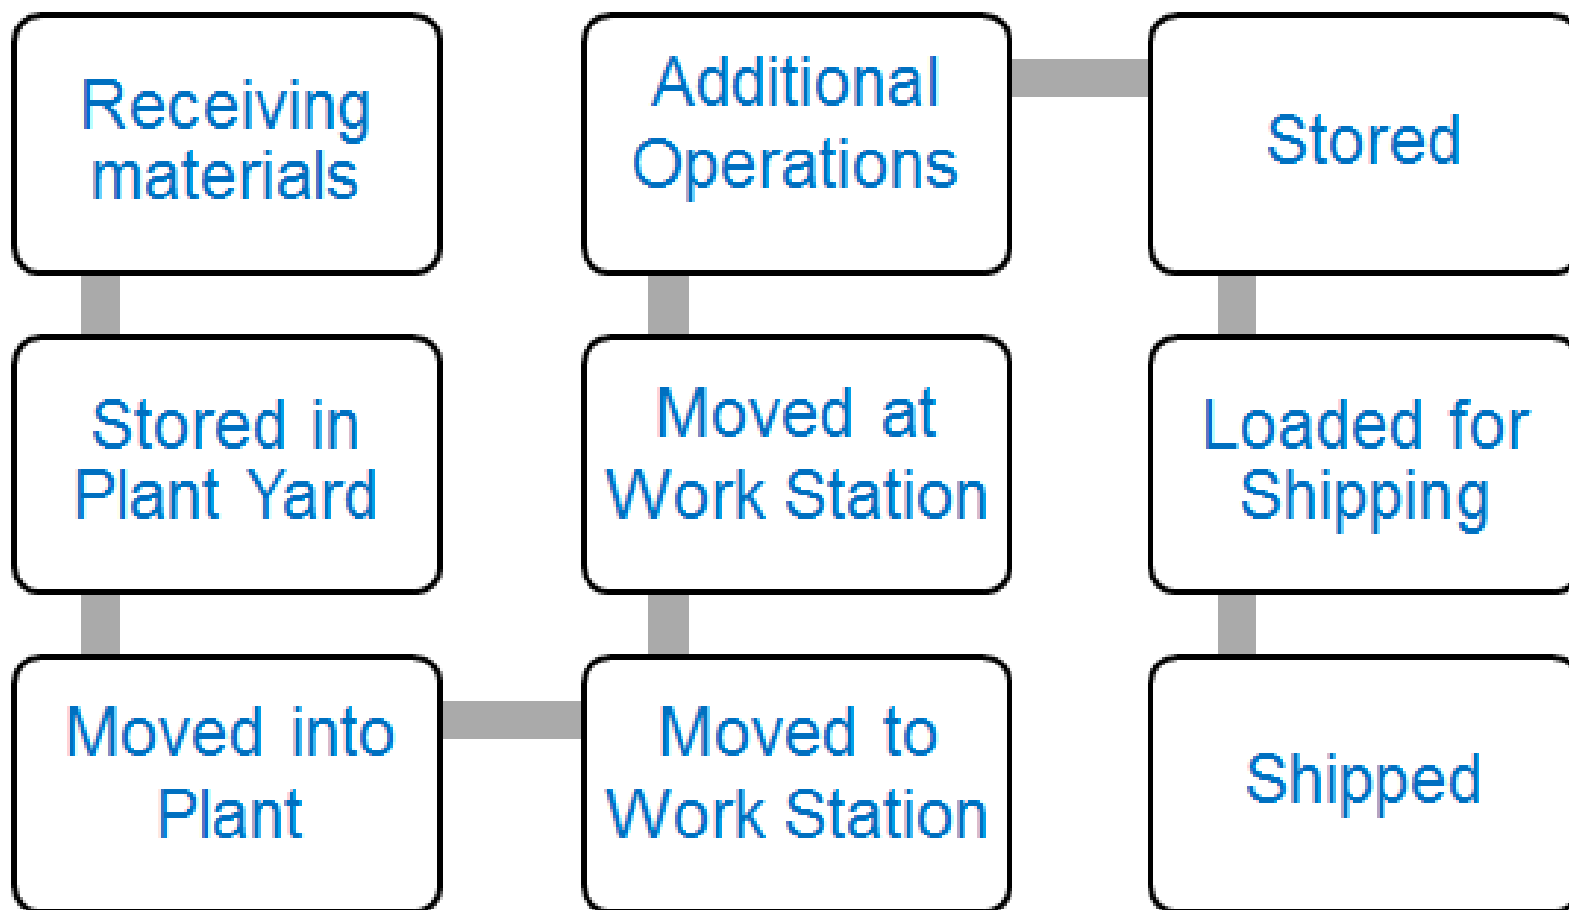 Receiving
materials
Stored in
Plant Yard
Moved into
Plant
Moved to
Work Station
Moved at
Work Station
Additional
Operations
Stored
Loaded for
Shipping
Shipped